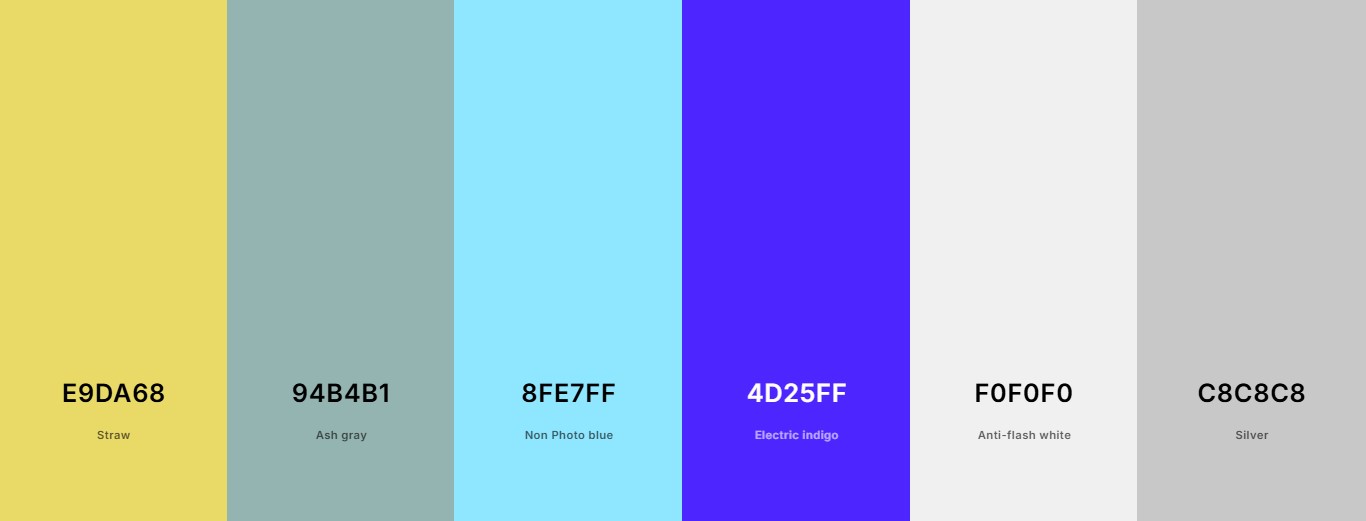 E9DA68 94B4B1 8FE7FF 4D25FF F0F0F0 C8C8C8
Straw Ash gray Non Photo blue Electric indigo Anti-flash white Silver